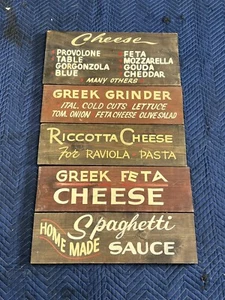 Cheese
PROVOLONE FETA
TABLE MOZZARELLA
GORGONZOLA GOUDA
BLUE CHEDDAR
MANY OTHERS
GREEK GRINDER
ITAL. COLD CUTS LETTUCE
TOM. ONION FETA CHEESE OLIVE SALAD
RICCOTTA CHEESE
For RAVIOLA PASTA
GREEK FETA
CHEESE
HOME MADE Spaghetti
SAUCE